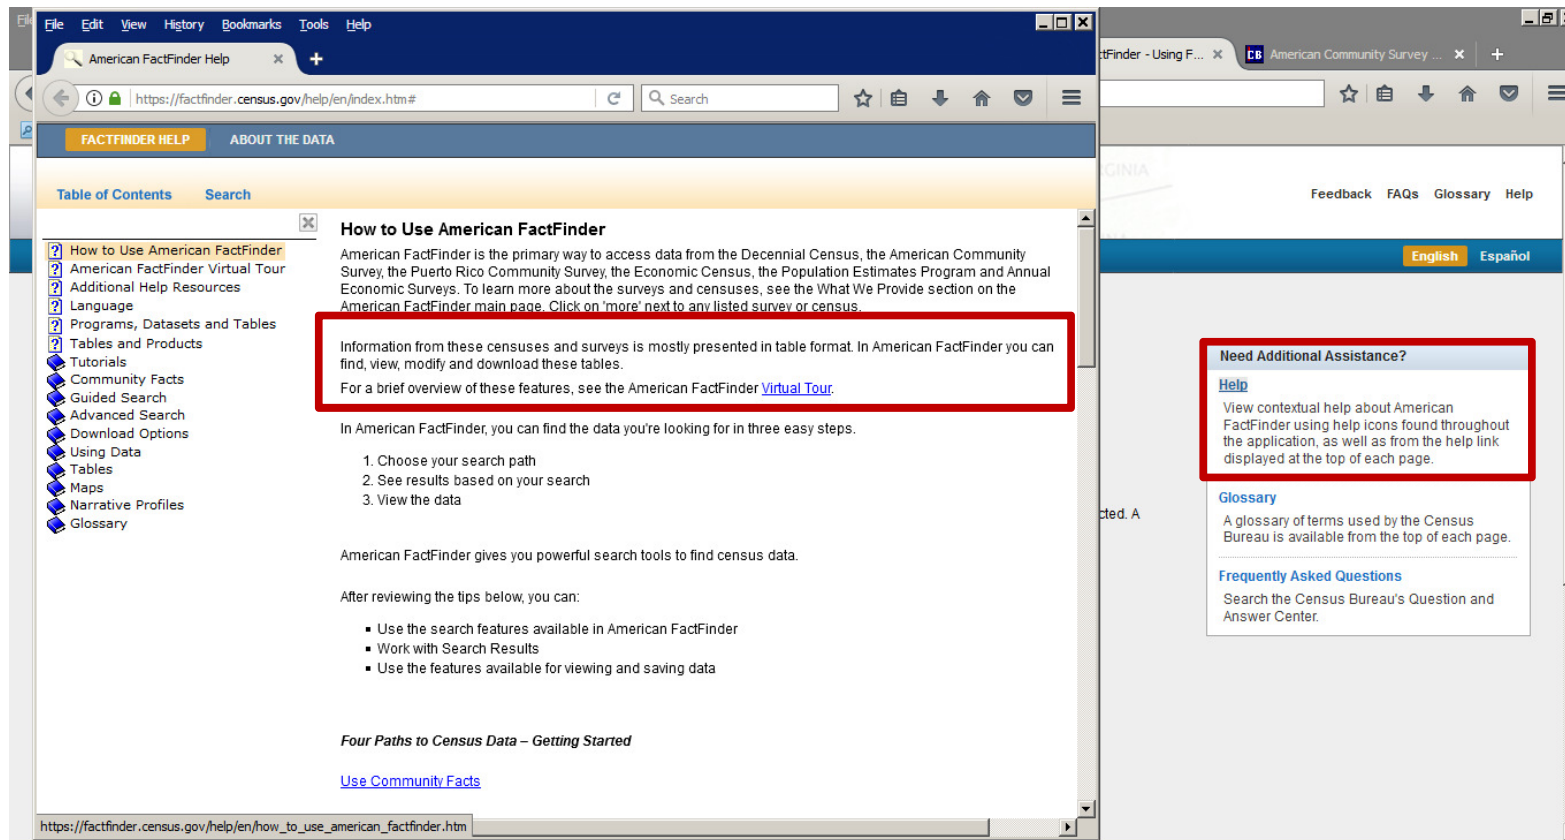 File Edit View History Bookmarks Tools Help
American FactFinder Help
https://factfinder.census.gov/help/en/index.htm#
Search
FACTFINDER HELP ABOUT THE DATA
Table of Contents Search
How to Use American FactFinder
American FactFinder Virtual Tour
Additional Help Resources
Language
Programs, Datasets and Tables
Tables and Products
Tutorials
Community Facts
Guided Search
Advanced Search
Download Options
Using Data
Tables
Maps
Narrative Profiles
Glossary
How to Use American FactFinder
American FactFinder is the primary way to access data from the Decennial Census, the American Community
Survey, the Puerto Rico Community Survey, the Economic Census, the Population Estimates Program and Annual
Economic Surveys. To learn more about the surveys and censuses, see the What We Provide section on the
American FactFinder main page. Click on 'more' next to any listed survey or census.
Information from these censuses and surveys is mostly presented in table format. In American FactFinder you can
find, view, modify and download these tables.
For a brief overview of these features, see the American FactFinder Virtual Tour.
In American FactFinder, you can find the data you're looking for in three easy steps.
1. Choose your search path
2. See results based on your search
3. View the data
American FactFinder gives you powerful search tools to find census data.
After reviewing the tips below, you can:
▪ Use the search features available in American FactFinder
▪ Work with Search Results
▪ Use the features available for viewing and saving data
Four Paths to Census Data – Getting Started
Use Community Facts
https://factfinder.census.gov/help/en/how_to_use_american_factfinder.htm
ctFinder - Using F... CB American Community Survey ...
Feedback FAQs Glossary Help
English Español
Need Additional Assistance?
Help
View contextual help about American
FactFinder using help icons found throughout
the application, as well as from the help link
displayed at the top of each page.
Glossary
A glossary of terms used by the Census
Bureau is available from the top of each page.
Frequently Asked Questions
Search the Census Bureau's Question and
Answer Center.
cted. A